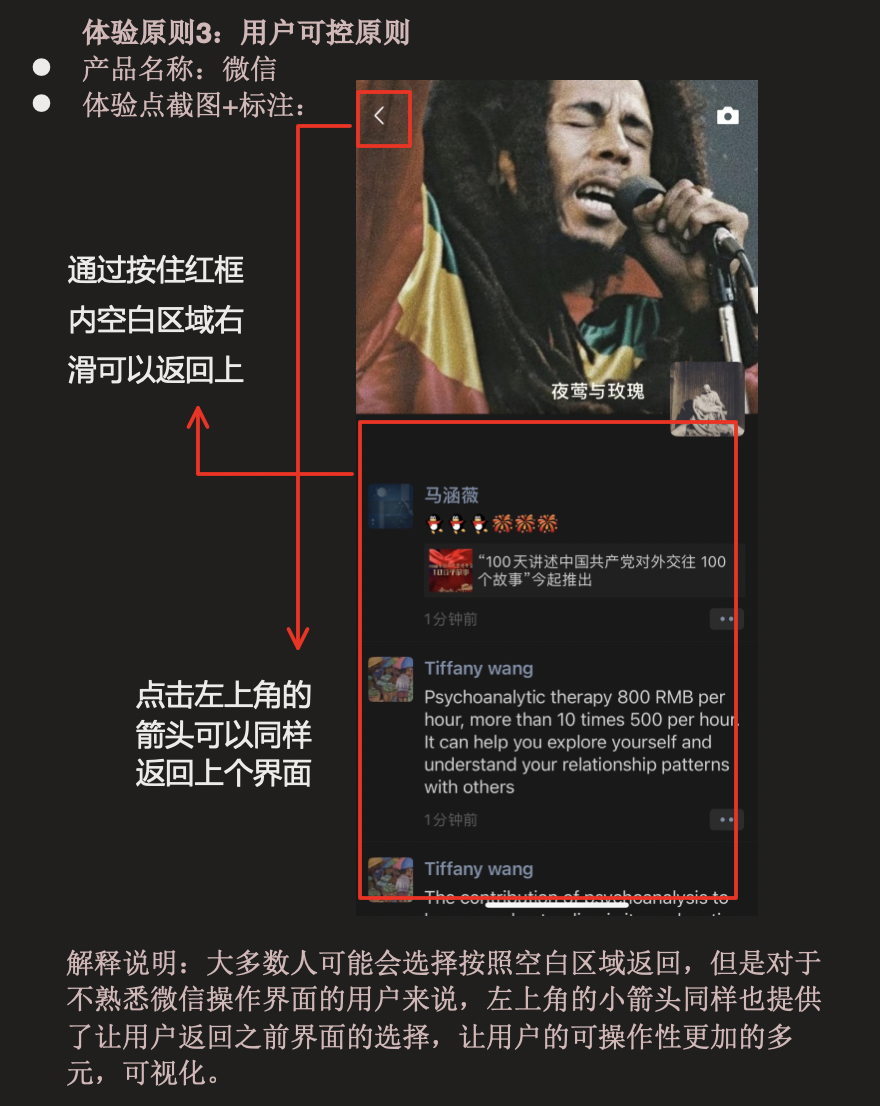 体验原则3：用户可控原则
产品名称：微信
体验点截图+标注：
通过按住红框
内空白区域右
滑可以返回上
夜莺与玫瑰
马涵薇
“100天讲述中国共产党对外交往 100
个故事”今起推出
1分钟前
点击左上角的
箭头可以同样
返回上个界面
Tiffany wang
Psychoanalytic therapy 800 RMB per
hour, more than 10 times 500 per hour.
It can help you explore yourself and
understand your relationship patterns
with others
1分钟前
Tiffany wang
The contribution of psychoanalysis to
解释说明：大多数人可能会选择按照空白区域返回，但是对于
不熟悉微信操作界面的用户来说，左上角的小箭头同样也提供
了让用户返回之前界面的选择，让用户的可操作性更加的多
元，可视化。